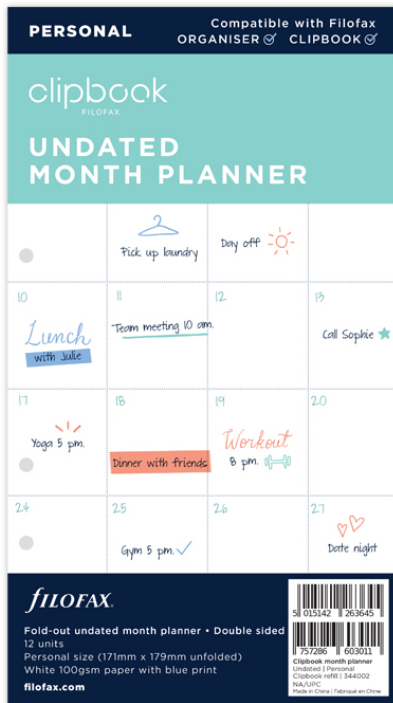 PERSONAL
Compatible with Filofax
ORGANISER CLIPBOOK
clipbook
FILOFAX
UNDATED
MONTH PLANNER
Pick up laundry
Day off
10
11
12
13
Lunch
with Julie
Team meeting 10 am.
Call Sophie
17
18
19
20
Yoga 5 pm.
Dinner with friends
Workout
8 pm.
24
25
26
27
Gym 5 pm.
Date night
fILOFAX.
Fold-out undated month planner • Double sided
12 units
Personal size (171mm x 179mm unfolded)
White 100gsm paper with blue print
filofax.com
5 015142 263645
7 757286 603011
Clipbook month planner
Undated | Personal
Clipbook refill | 344002
NA/UPC
Made in China | Fabriqué en Chine